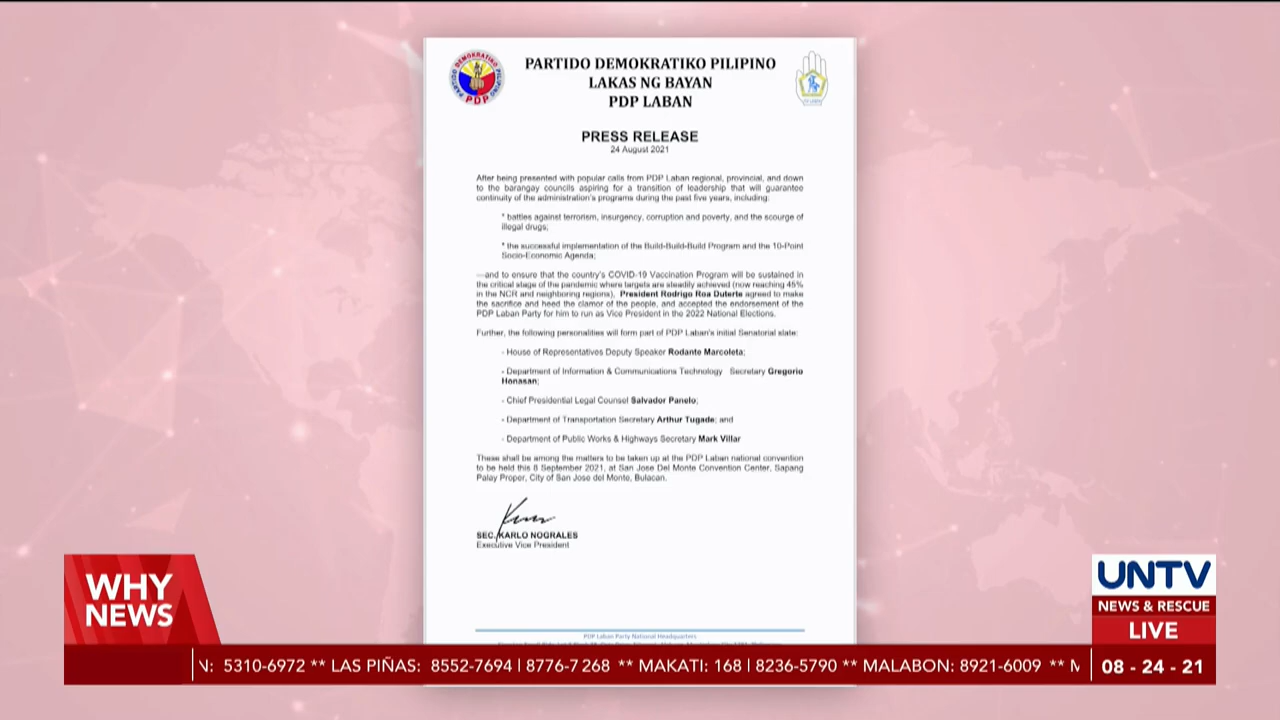 PARTIDO DEMOKRATIKO PILIPINO
LAKAS NG BAYAN
PDP LABAN
PARTIDO DEMOKRATIKO PILIPINO
PDP
PRESS RELEASE
24 August 2021
After being presented with popular calls from PDP Laban regional, provincial, and down
to the barangay councils aspiring for a transition of leadership that will guarantee
continuity of the administration's programs during the past five years, including:
* battles against terrorism, insurgency, corruption and poverty, and the scourge of
illegal drugs;
* the successful implementation of the Build-Build-Build Program and the 10-Point
Socio-Economic Agenda;
—and to ensure that the country's COVID-19 Vaccination Program will be sustained in
the critical stage of the pandemic where targets are steadily achieved (now reaching 45%
in the NCR and neighboring regions), President Rodrigo Roa Duterte agreed to make
the sacrifice and heed the clamor of the people, and accepted the endorsement of the
PDP Laban Party for him to run as Vice President in the 2022 National Elections.
Further, the following personalities will form part of PDP Laban's initial Senatorial slate:
- House of Representatives Deputy Speaker Rodante Marcoleta;
- Department of Information & Communications Technology Secretary Gregorio
Honasan;
- Chief Presidential Legal Counsel Salvador Panelo;
- Department of Transportation Secretary Arthur Tugade; and
- Department of Public Works & Highways Secretary Mark Villar
These shall be among the matters to be taken up at the PDP Laban national convention
to be held this 8 September 2021, at San Jose Del Monte Convention Center, Sapang
Palay Proper, City of San Jose del Monte, Bulacan.
SEC. KARLO NOGRALES
Executive Vice President
PDP Laban Party National Headquarters
WHY
NEWS
UNTV
NEWS & RESCUE
LIVE
N: 5310-6972 ** LAS PIÑAS: 8552-7694 | 8776-7268 ** MAKATI: 168 | 8236-5790 ** MALABON: 8921-6009 ** M
08 - 24 - 21